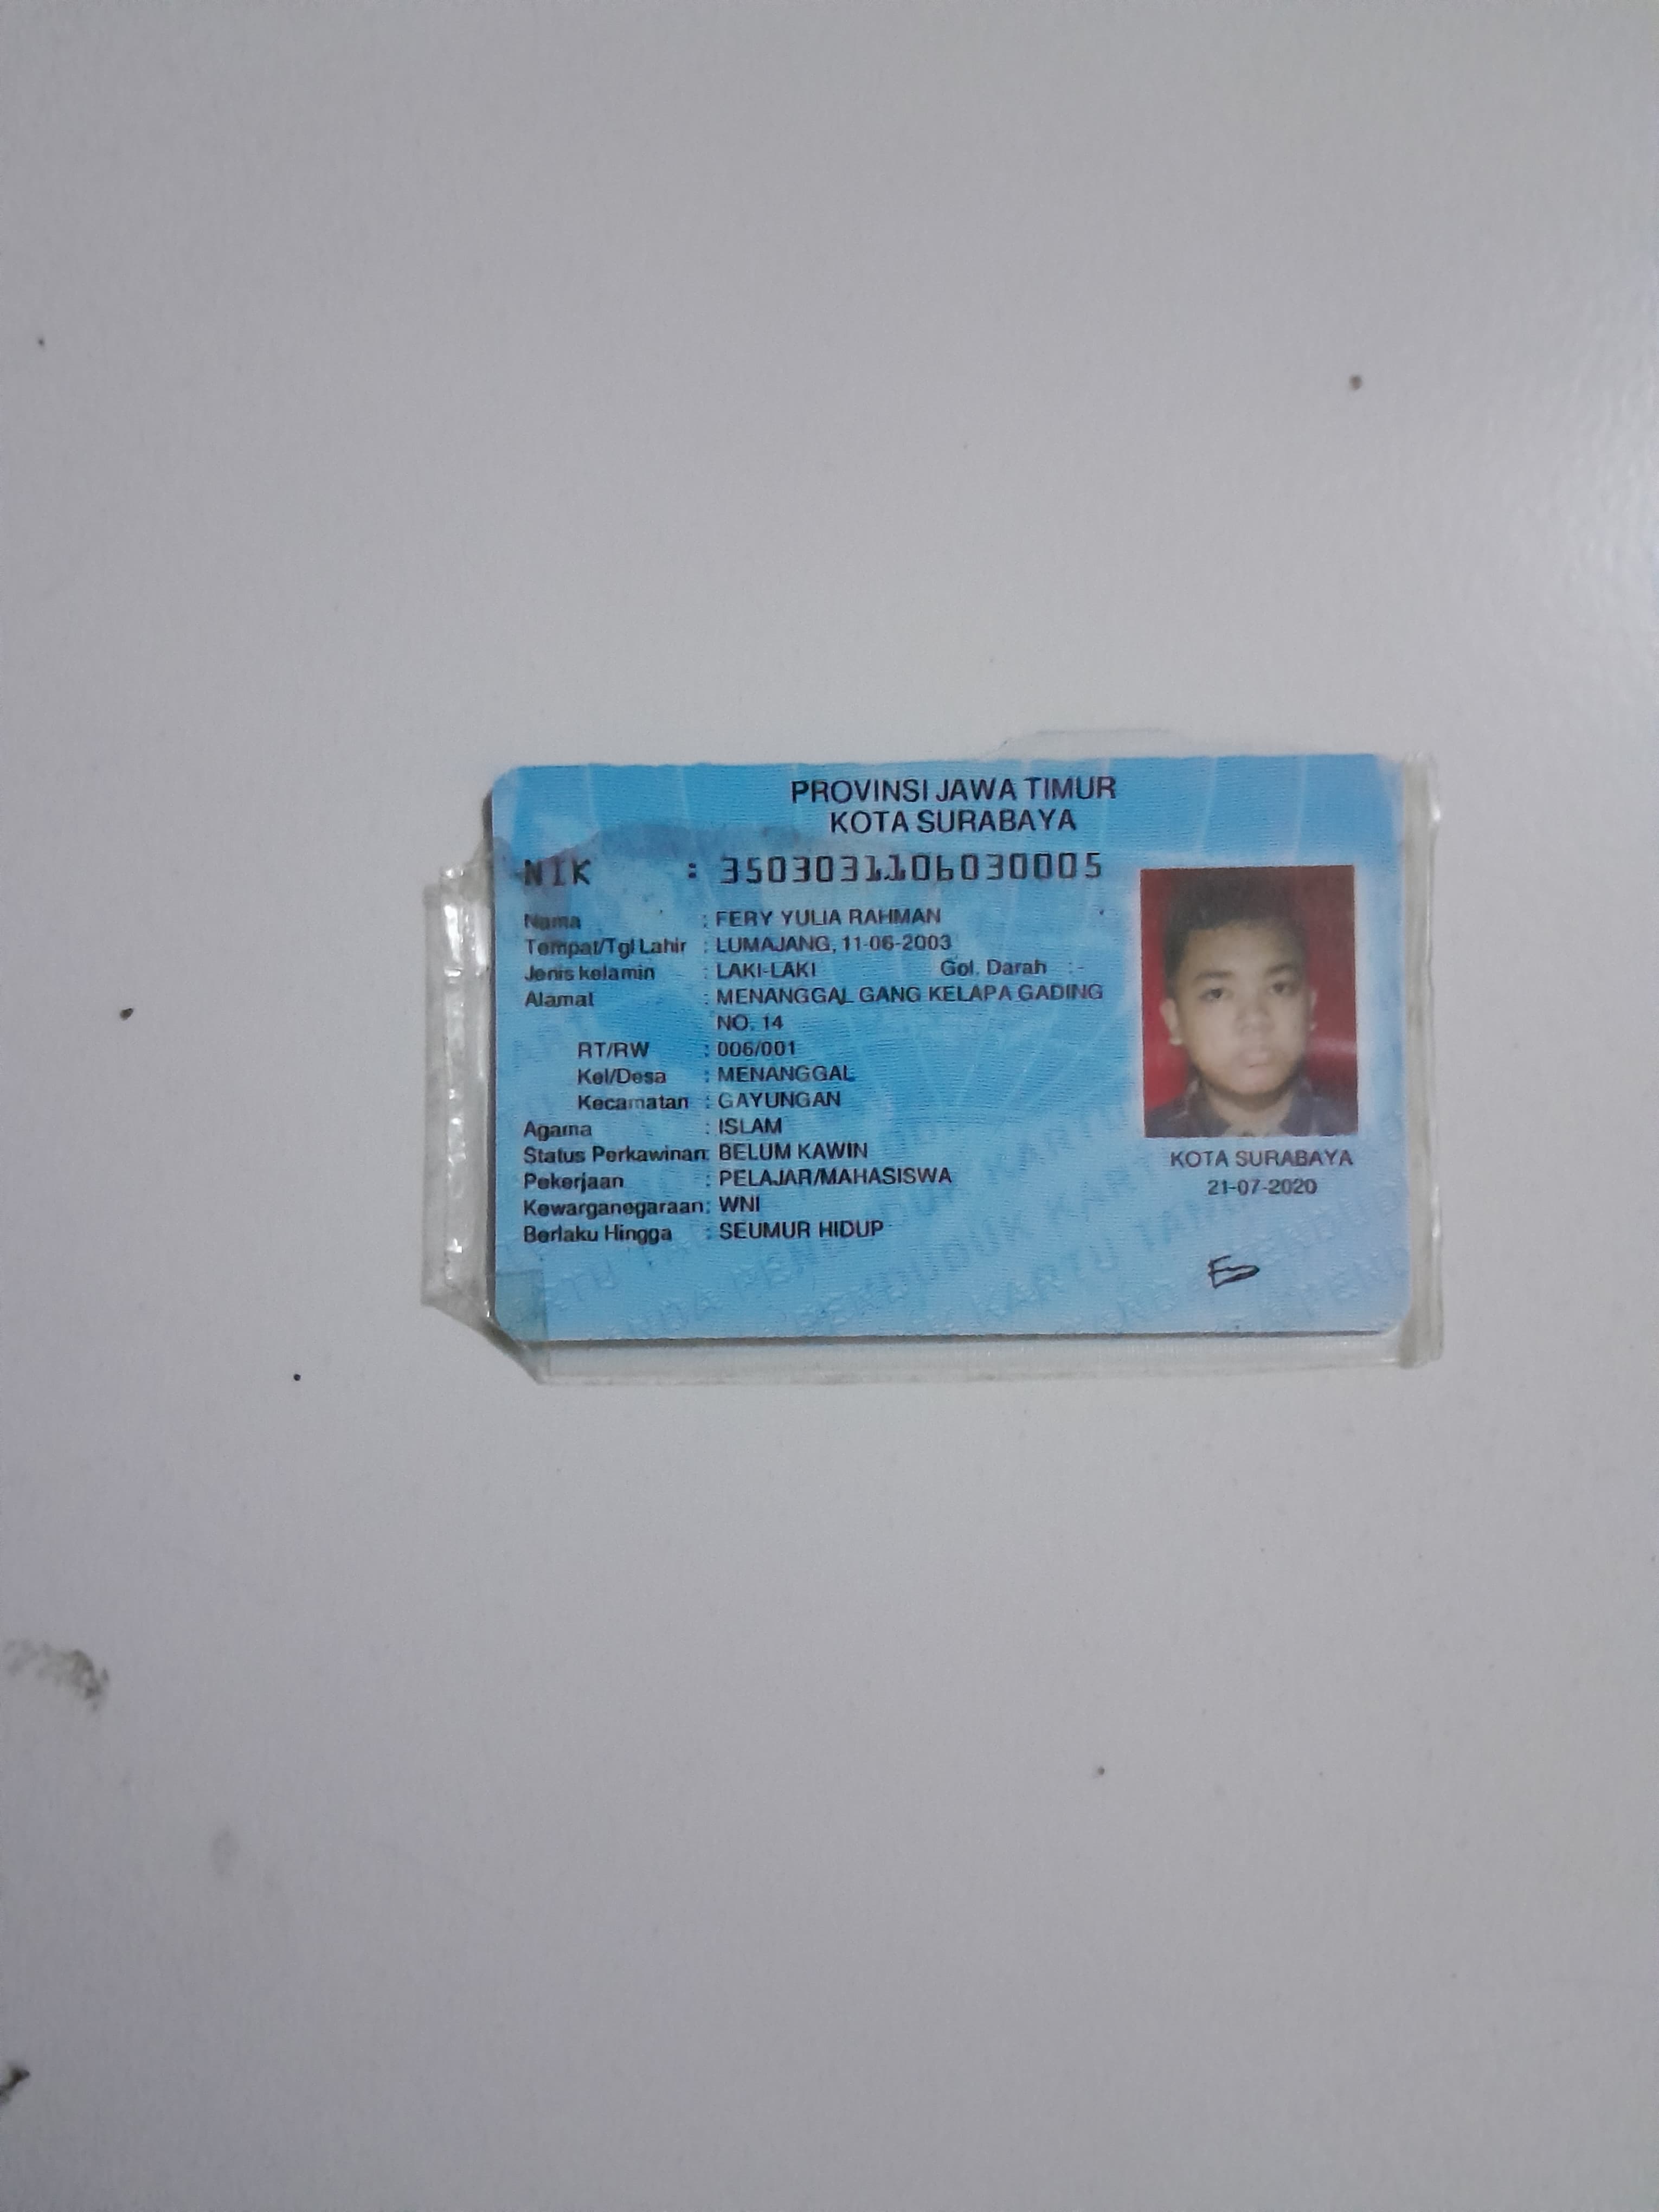 PROVINSI JAWA TIMUR
KOTA SURABAYA
NIK : 3503031106030005
Nama : FERY YULIA RAHMAN
Tempat/Tgl Lahir : LUMAJANG, 11-06-2003
Jenis kelamin : LAKI-LAKI Gol. Darah : -
Alamat : MENANGGAL GANG KELAPA GADING
NO. 14
RT/RW : 006/001
Kel/Desa : MENANGGAL
Kecamatan : GAYUNGAN
Agama : ISLAM
Status Perkawinan: BELUM KAWIN
Pekerjaan : PELAJAR/MAHASISWA
Kewarganegaraan: WNI
Berlaku Hingga : SEUMUR HIDUP
KOTA SURABAYA
21-07-2020